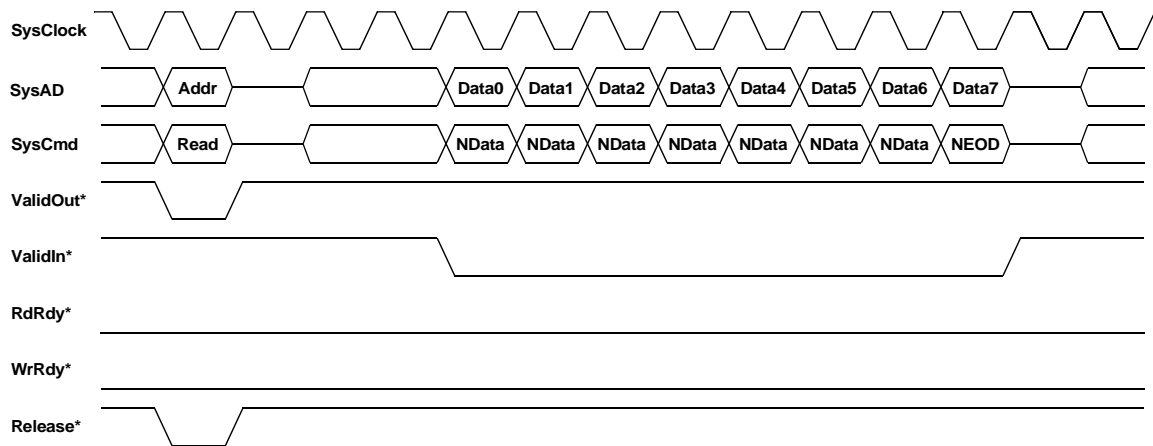 SysClock
SysAD Addr Data0 Data1 Data2 Data3 Data4 Data5 Data6 Data7
SysCmd Read NData NData NData NData NData NData NData NEOD
ValidOut*
ValidIn*
RdRdy*
WrRdy*
Release*